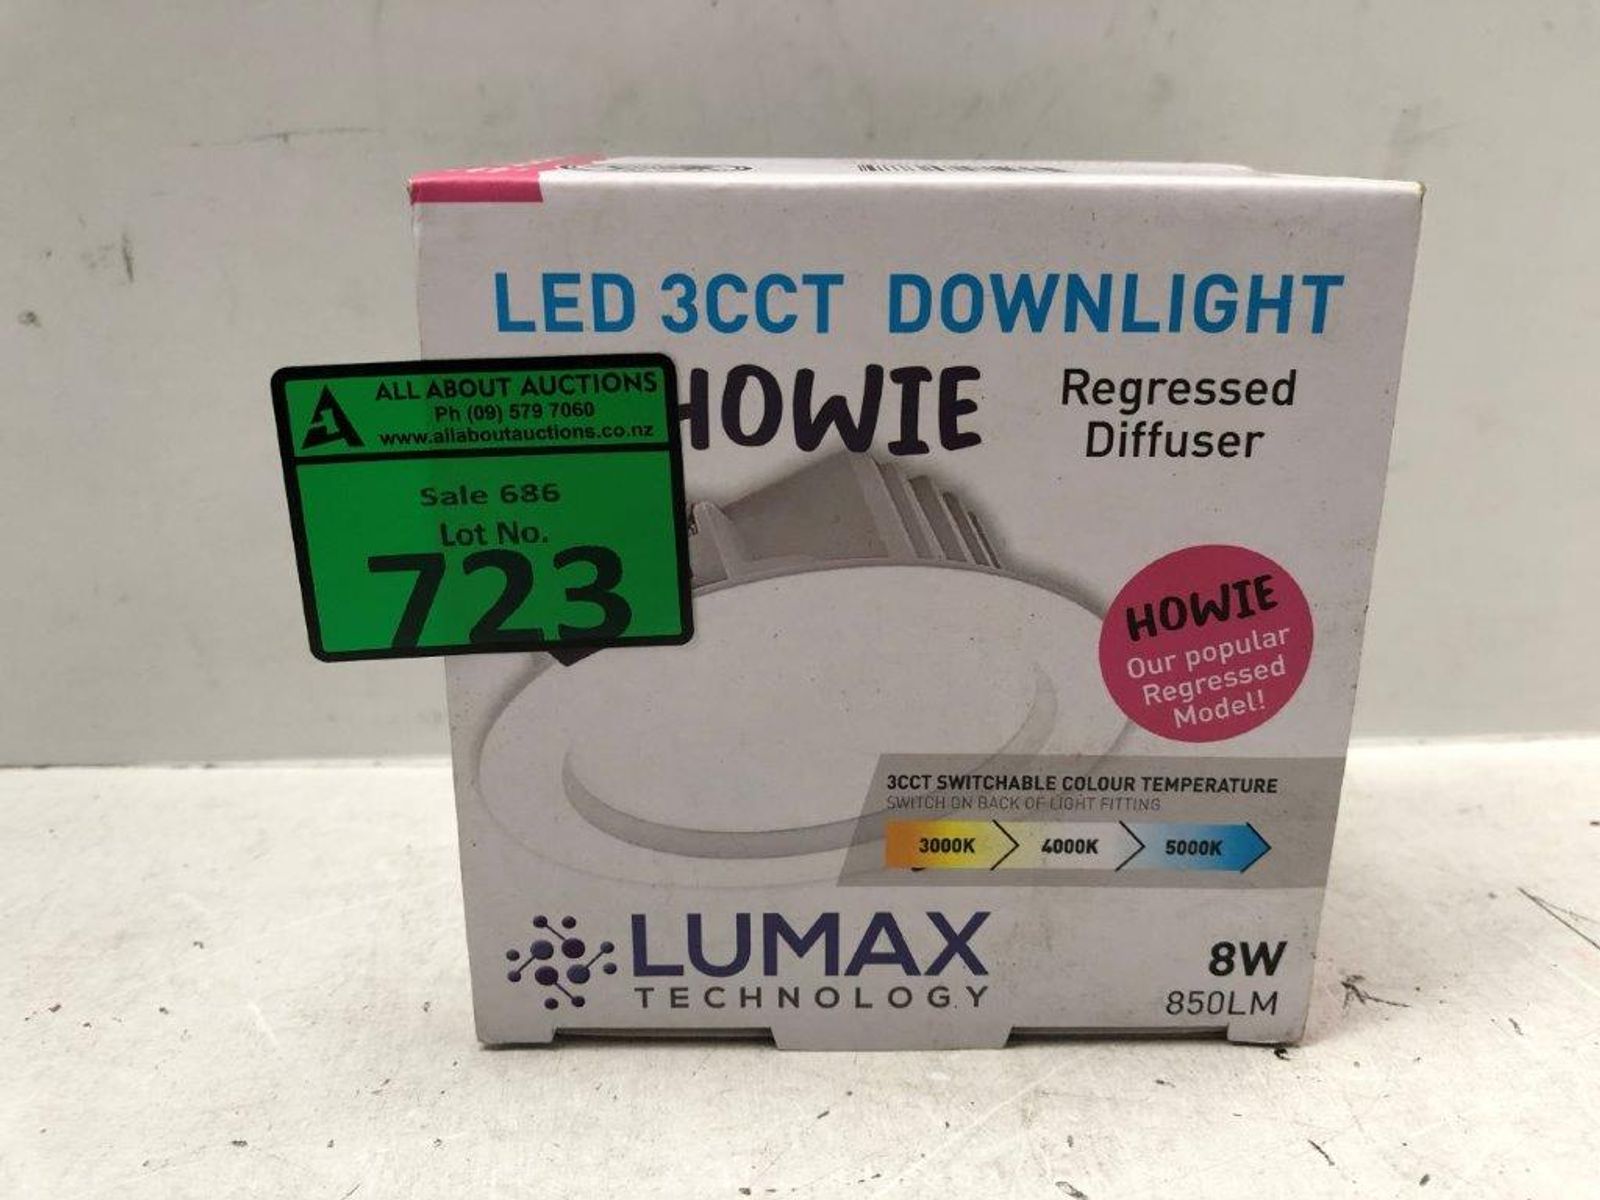 LED 3CCT DOWNLIGHT
HOWIE
Regressed
Diffuser
ALL ABOUT AUCTIONS
Ph (09) 579 7060
www.allaboutauctions.co.nz
Sale 686
Lot No.
723
HOWIE
Our popular
Regressed
Model!
3CCT SWITCHABLE COLOUR TEMPERATURE
SWITCH ON BACK OF LIGHT FITTING
3000K 4000K 5000K
LUMAX
TECHNOLOGY
8W
850LM